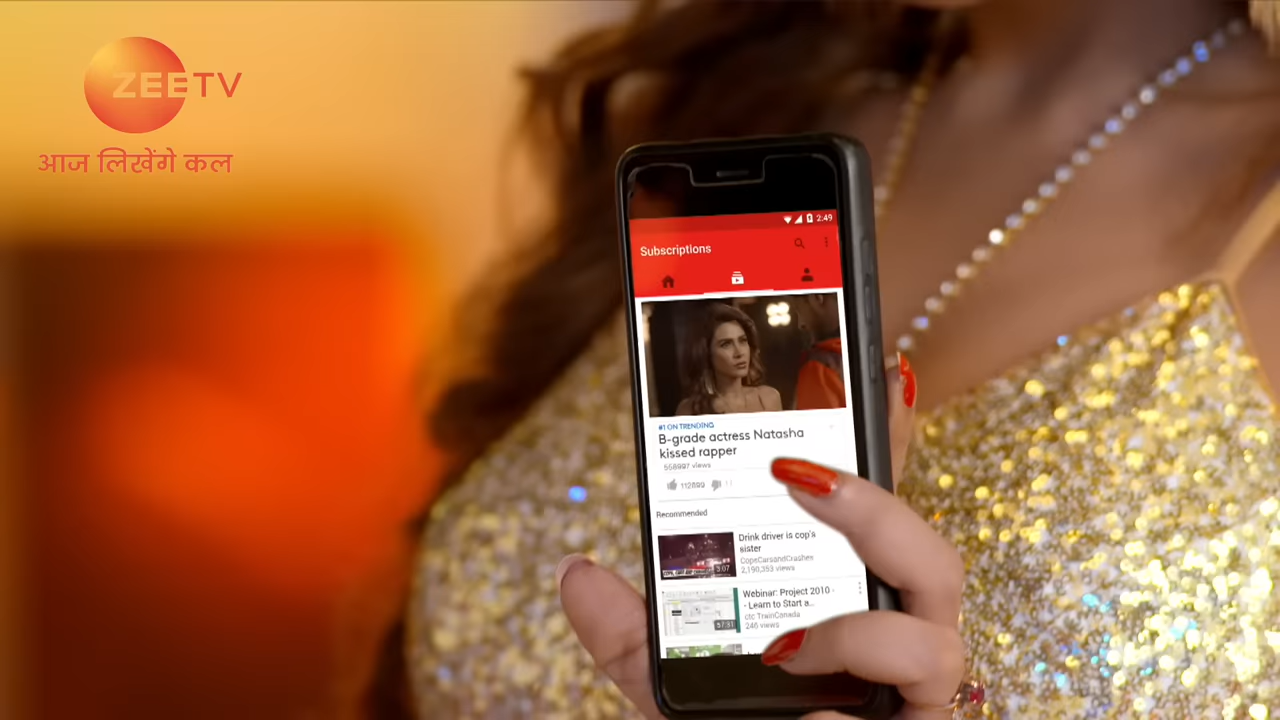 ZEE TV
आज लिखेंगे कल
2:49
Subscriptions
#1 ON TRENDING
B-grade actress Natasha
kissed rapper
558997 views
112899
Recommended
Drink driver is cop's
sister
CopsCarsandCrashes
2,190,353 views
3:07
Webinar: Project 2010 -
- Learn to Start a...
ctc TrainCanada
246 views
57:31